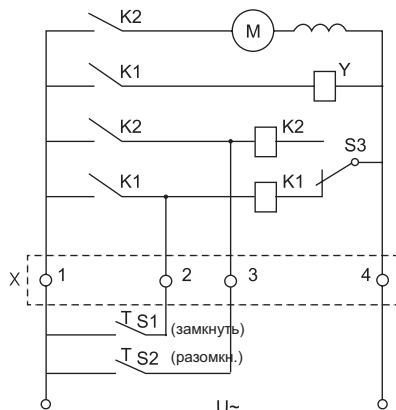 K2
M
K1
Y
K2
K2
S3
K1
K1
X 1 2 3 4
T S1 (замкнуть)
T S2 (разомкн.)
U~